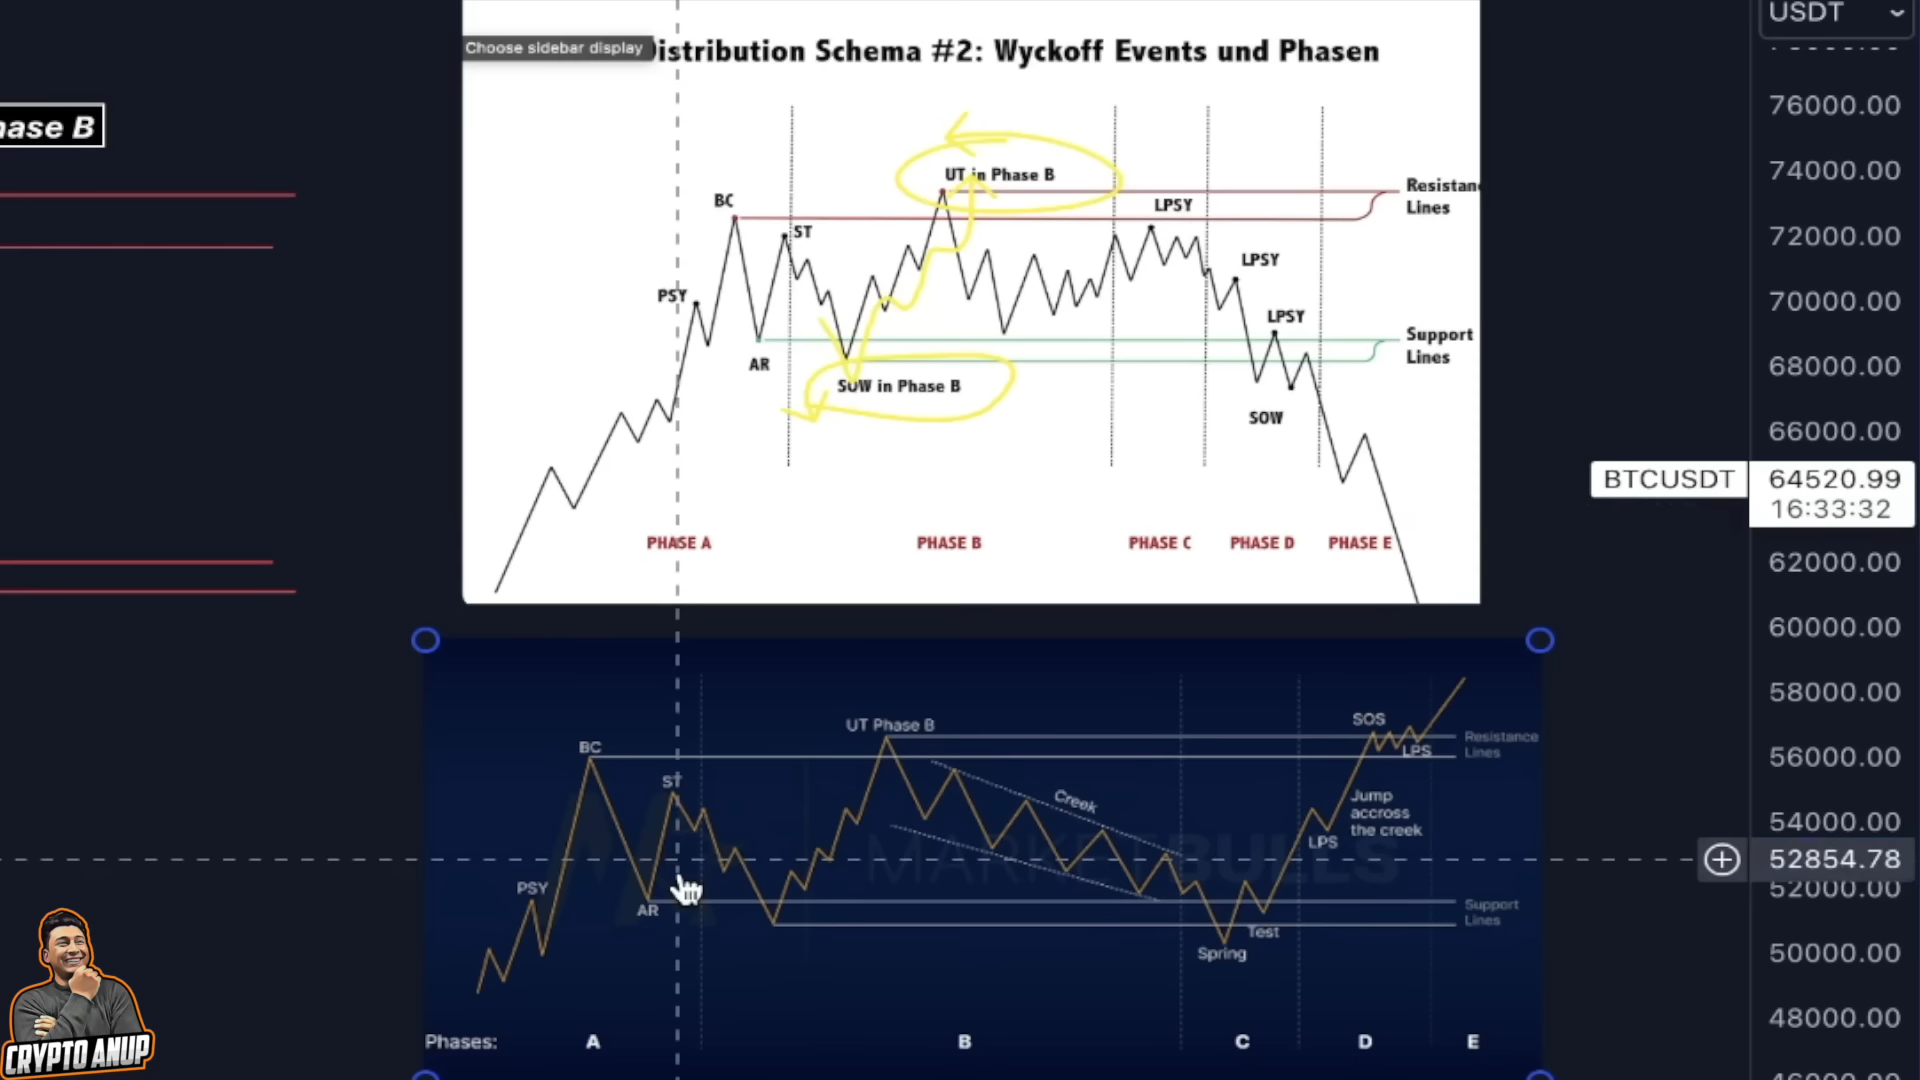 USDT
Choose sidebar display
istribution Schema #2: Wyckoff Events und Phasen
76000.00
hase B
74000.00
UT in Phase B
Resistan
Lines
BC
LPSY
ST
72000.00
LPSY
PSY
70000.00
LPSY
Support
Lines
AR
68000.00
SOW in Phase B
SOW
66000.00
BTCUSDT
64520.99
16:33:32
PHASE A
PHASE B
PHASE C
PHASE D
PHASE E
62000.00
60000.00
58000.00
UT Phase B
SOS
Resistance
Lines
BC
LPS
56000.00
ST
Creek
Jump
accross
the creek
54000.00
LPS
MARKETBULLS
52854.78
52000.00
PSY
AR
Support
Lines
Test
Spring
50000.00
48000.00
Phases:
A
B
C
D
E
CRYPTO ANUP